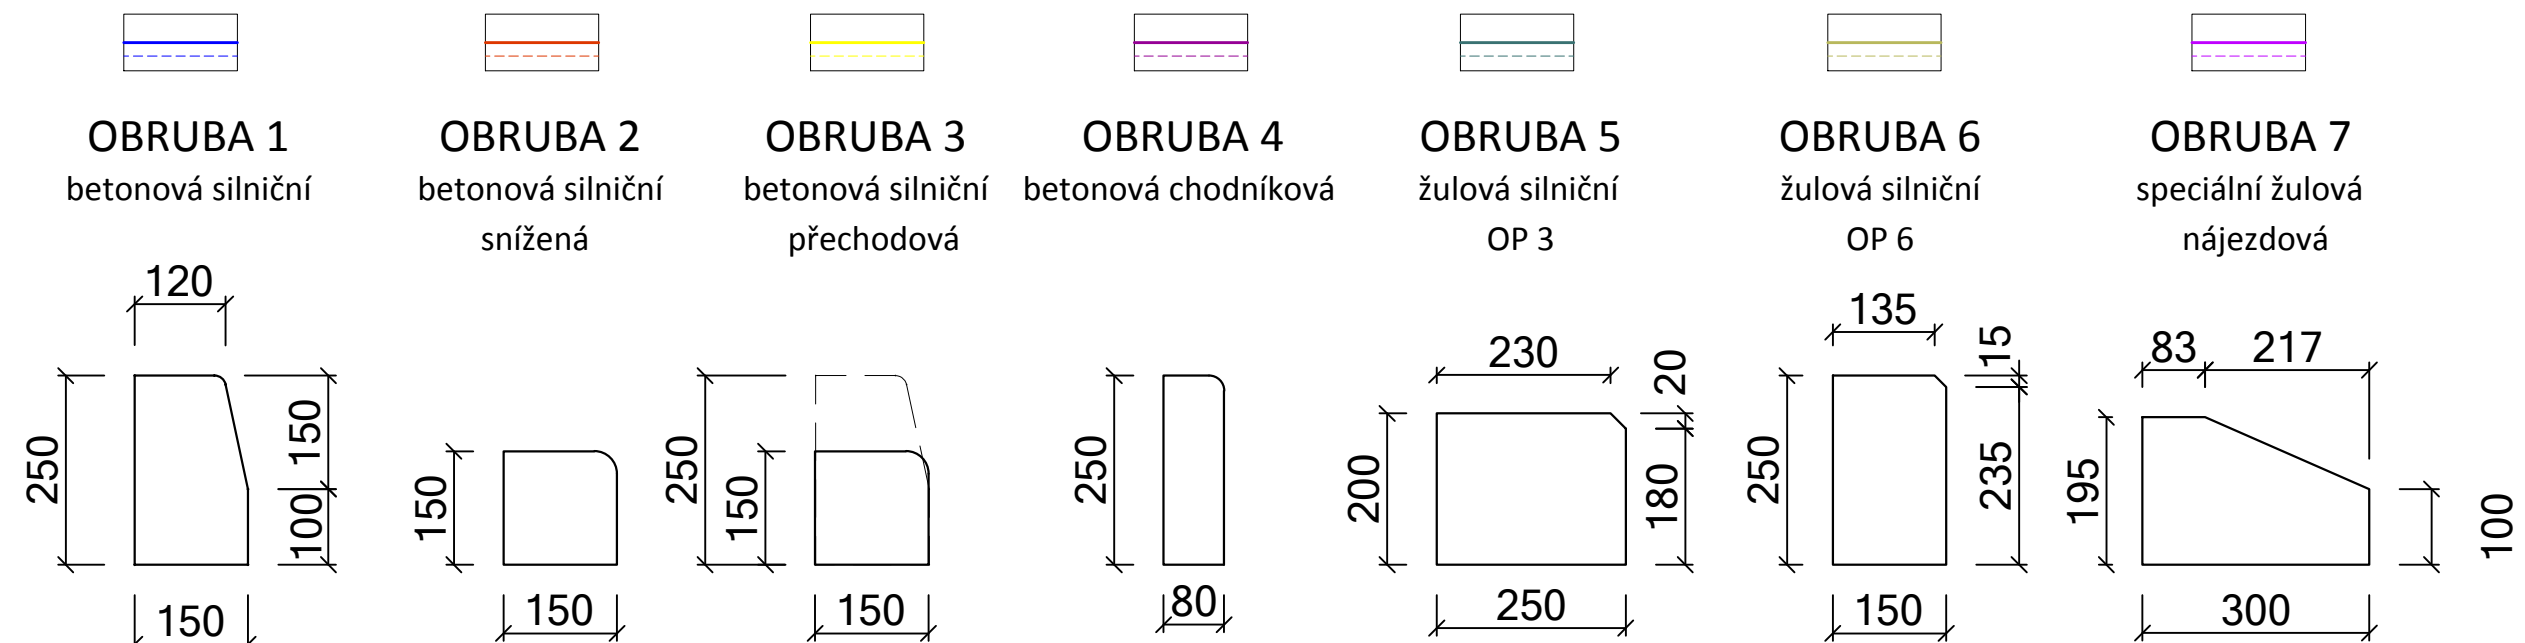 OBRUBA 1
betonová silniční
OBRUBA 2
betonová silniční
snížená
OBRUBA 3
betonová silniční
přechodová
OBRUBA 4
betonová chodníková
OBRUBA 5
žulová silniční
OP 3
OBRUBA 6
žulová silniční
OP 6
OBRUBA 7
speciální žulová
nájezdová
120
250
150
100
150
150
150
250
150
150
250
80
230
20
200
180
250
135
15
250
235
150
83
217
195
100
300